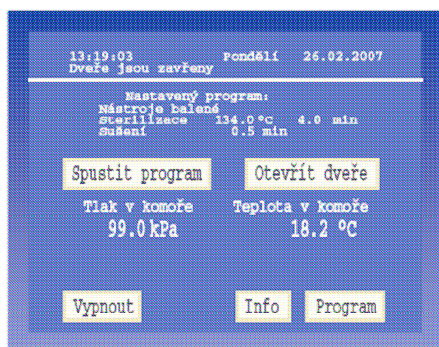 13:19:03 Pondělí 26.02.2007
Dveře jsou zavřeny
Nastavený program:
Nástroje balené
Sterilizace 134.0°C 4.0 min
Sušení 0.5 min
Spustit program Otevřít dveře
Tlak v komoře Teplota v komoře
99.0 kPa 18.2 °C
Vypnout Info Program